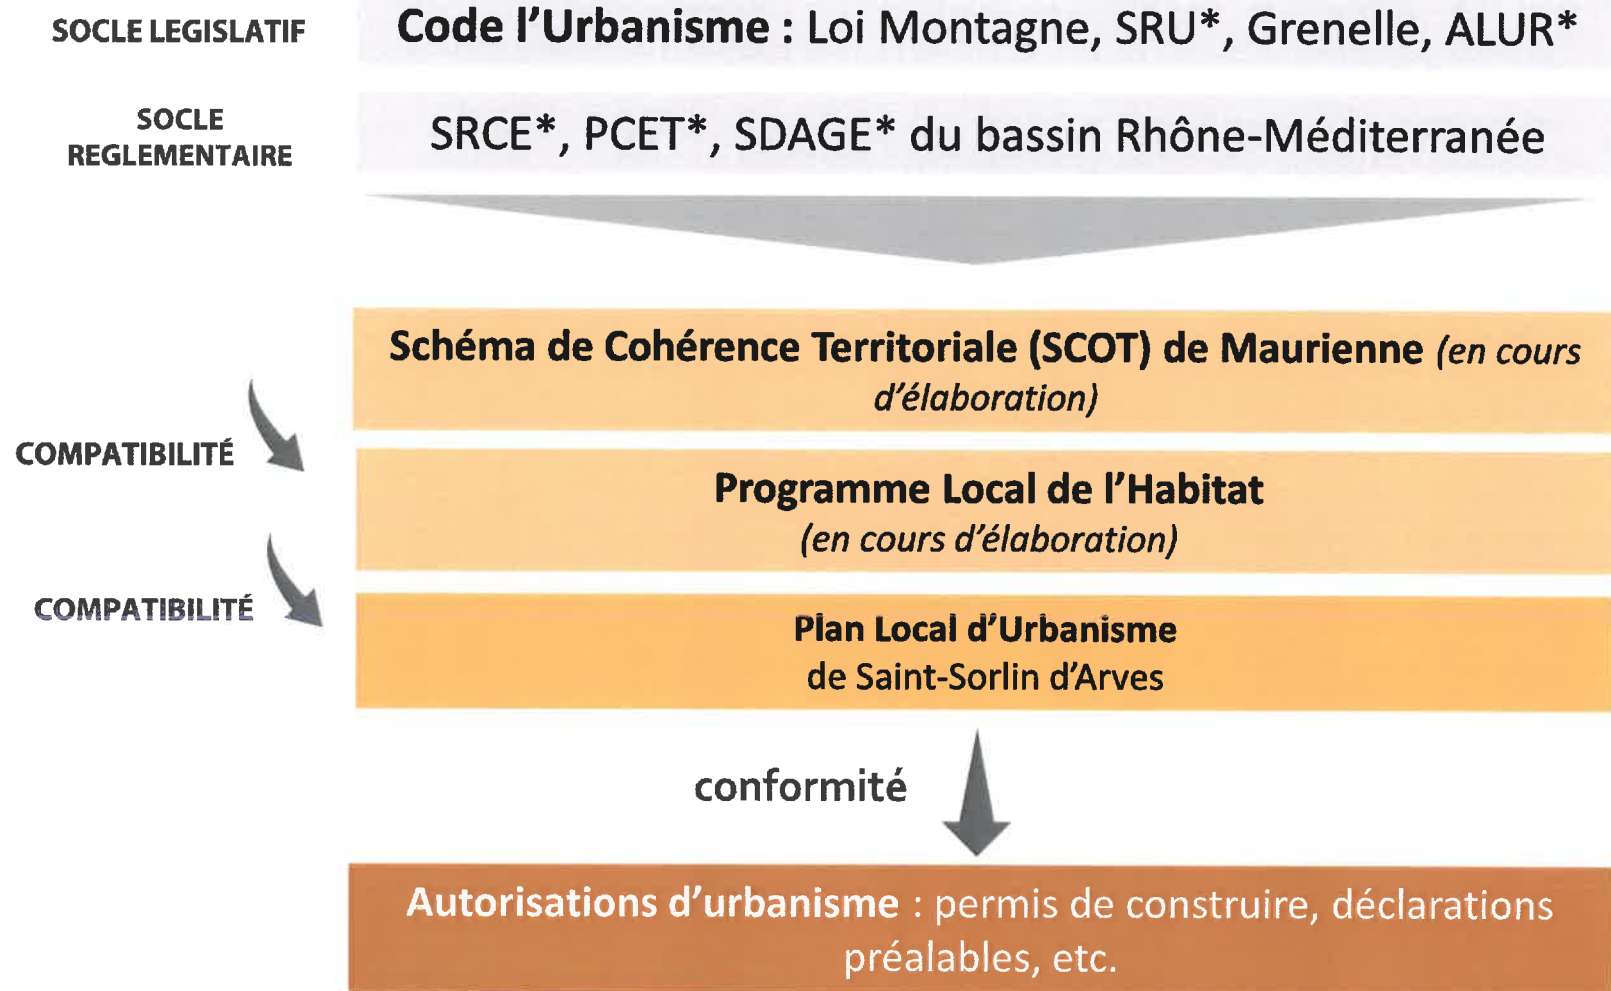 SOCLE LEGISLATIF
Code l’Urbanisme : Loi Montagne, SRU*, Grenelle, ALUR*
SOCLE
REGLEMENTAIRE
SRCE*, PCET*, SDAGE* du bassin Rhône-Méditerranée
Schéma de Cohérence Territoriale (SCOT) de Maurienne (en cours
d’élaboration)
COMPATIBILITÉ
Programme Local de l’Habitat
(en cours d’élaboration)
COMPATIBILITÉ
Plan Local d’Urbanisme
de Saint-Sorlin d’Arves
conformité
Autorisations d’urbanisme : permis de construire, déclarations
préalables, etc.